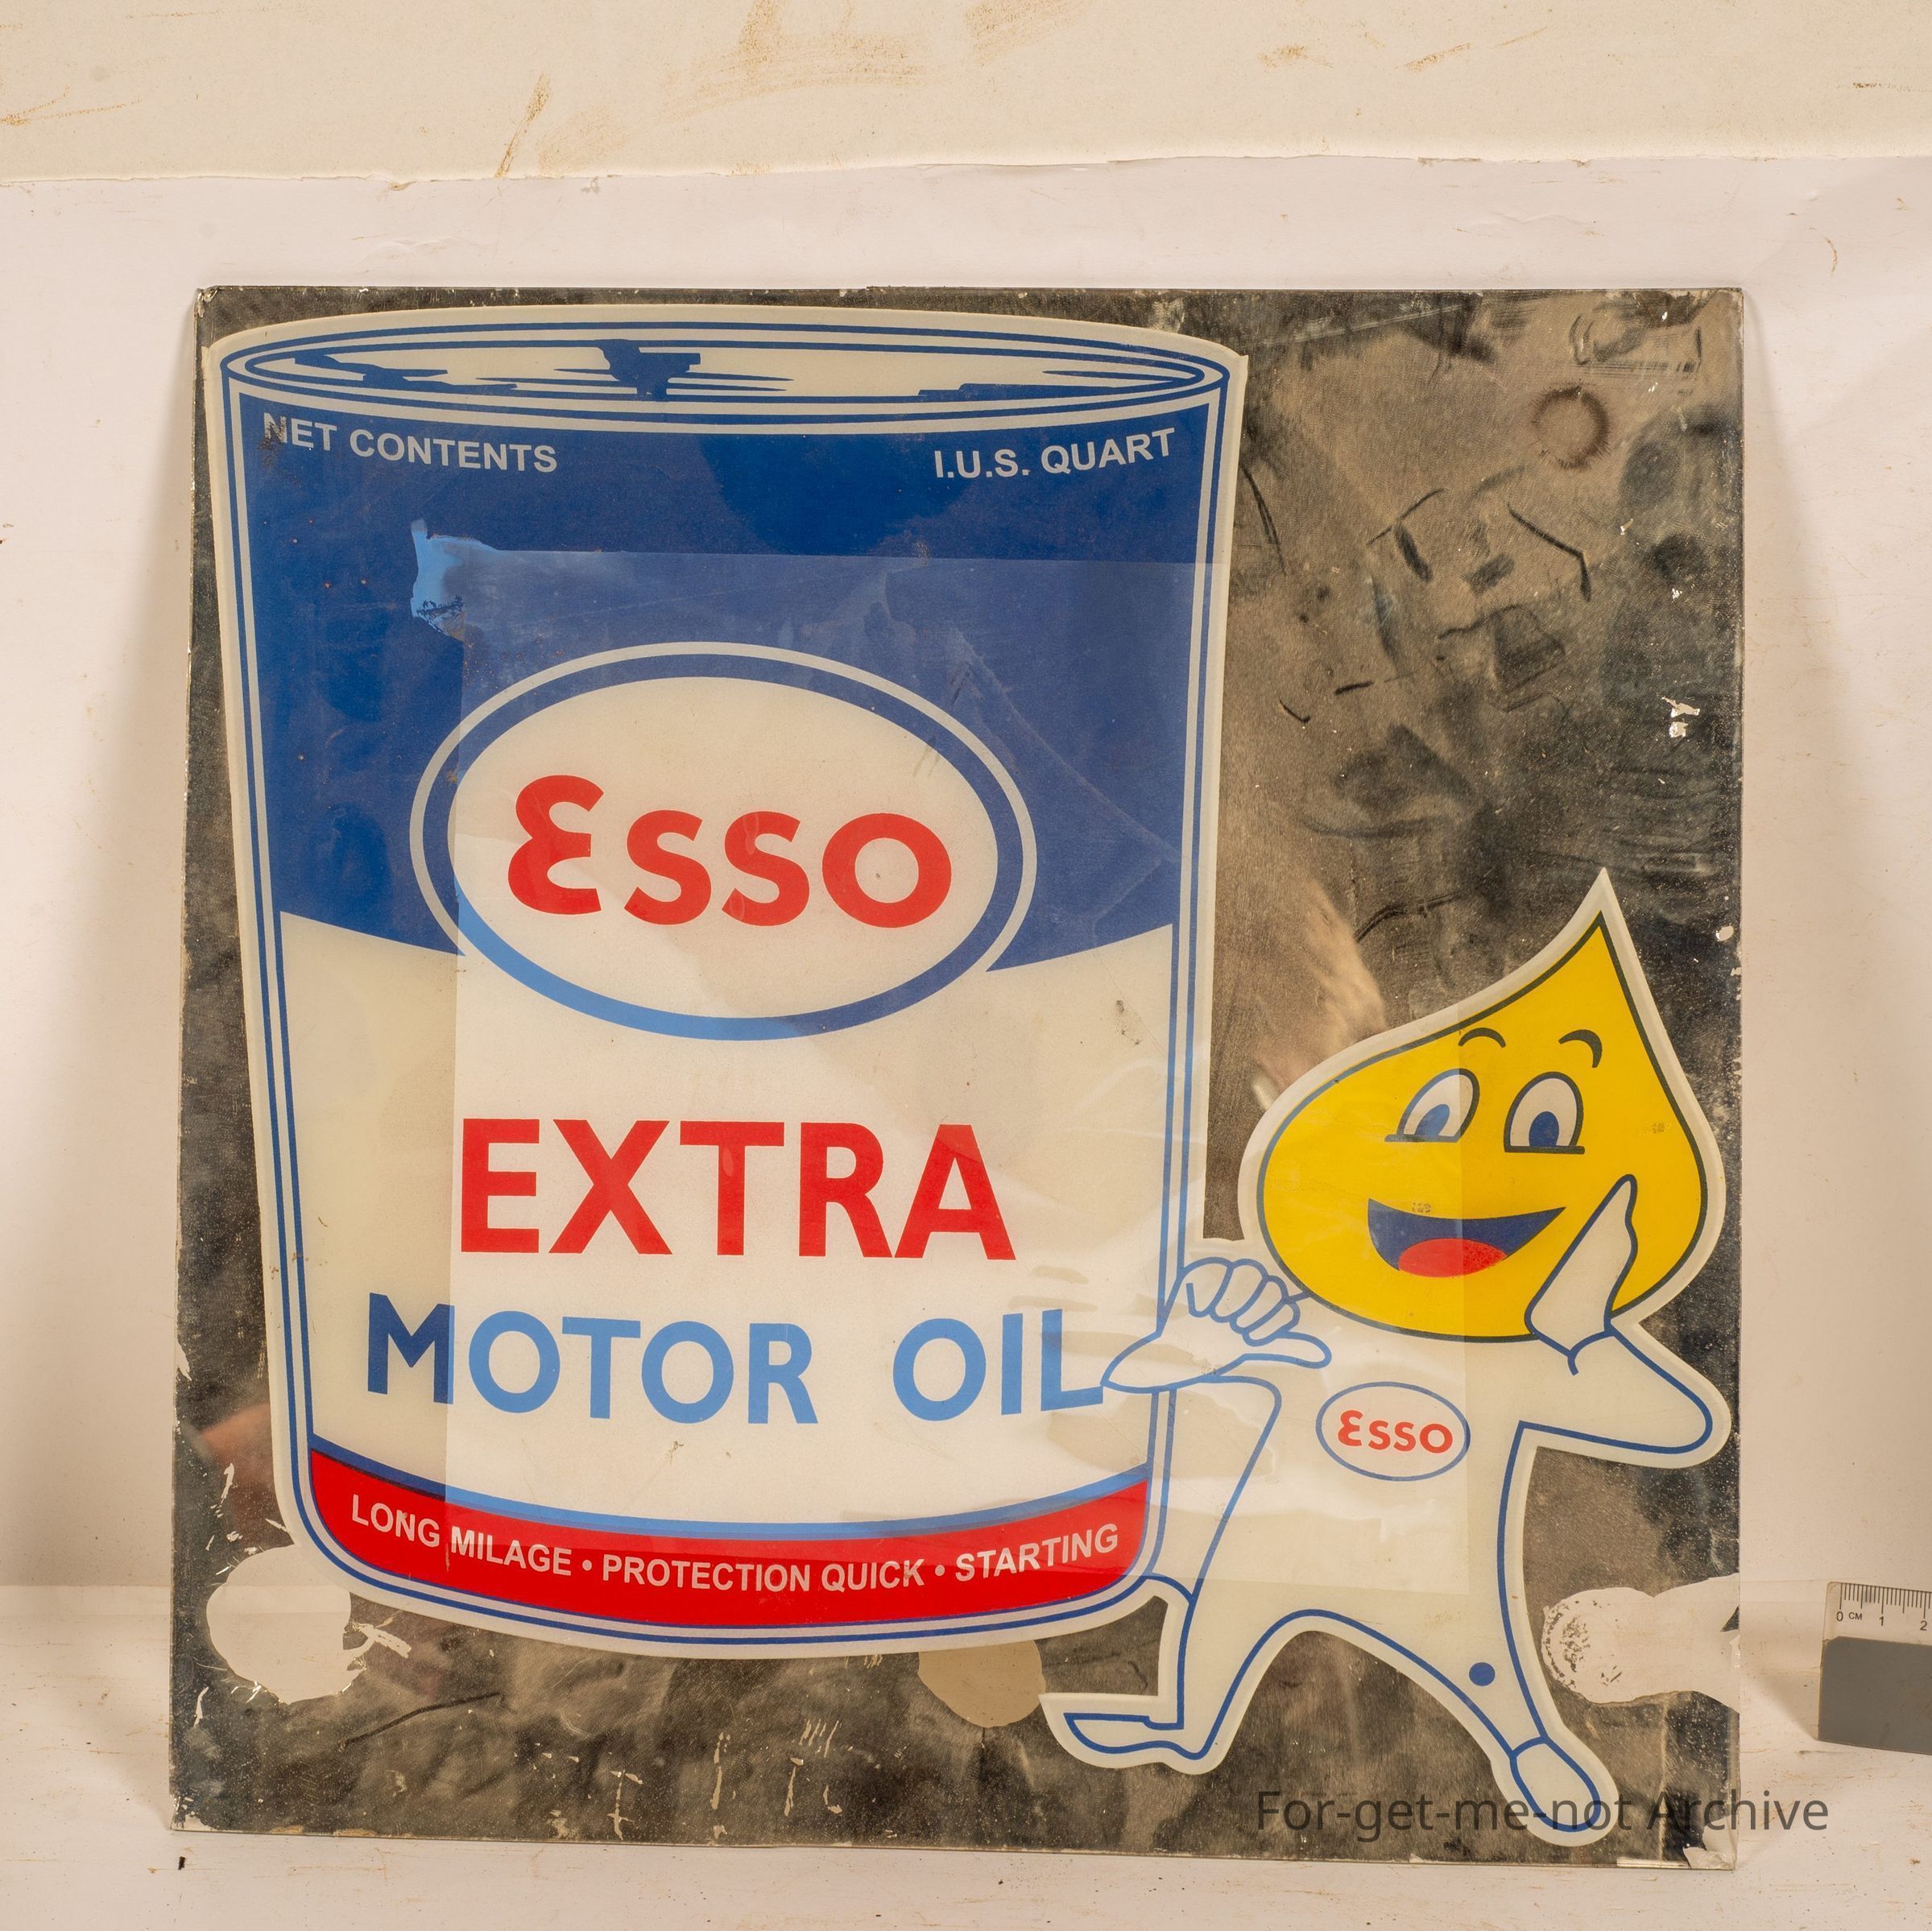 NET CONTENTS I.U.S. QUART
Esso
EXTRA
MOTOR OIL
Esso
LONG MILAGE • PROTECTION QUICK • STARTING
0 CM 1 2
For-get-me-not Archive